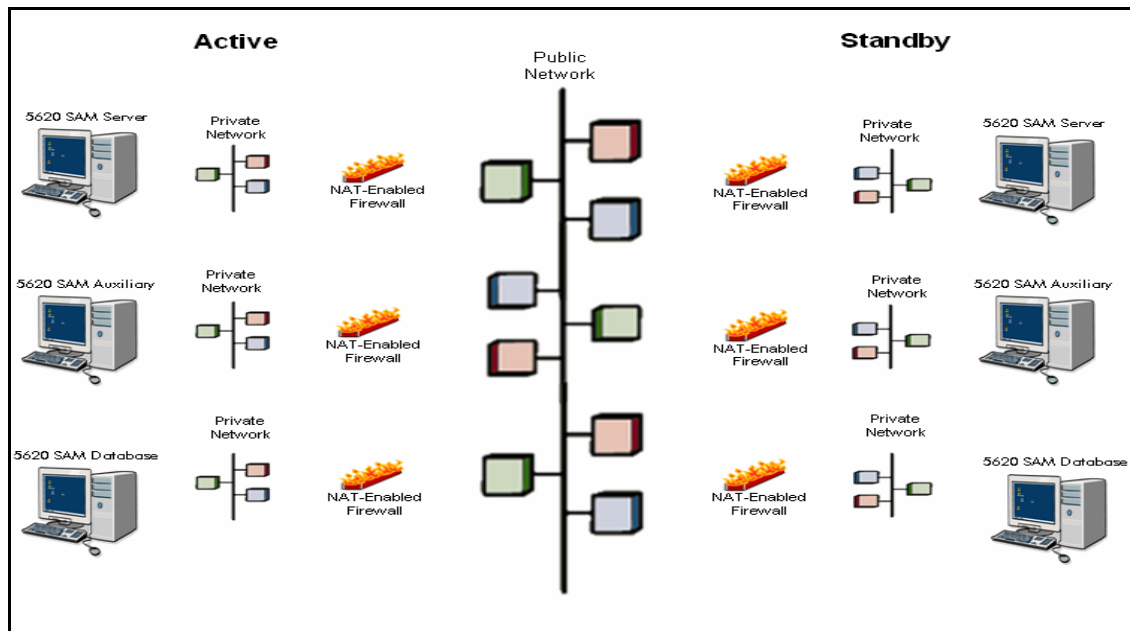 Active
Standby
Public
Network
5620 SAM Server
Private
Network
NAT-Enabled
Firewall
NAT-Enabled
Firewall
Private
Network
5620 SAM Server
5620 SAM Auxiliary
Private
Network
NAT-Enabled
Firewall
NAT-Enabled
Firewall
Private
Network
5620 SAM Auxiliary
5620 SAM Database
Private
Network
NAT-Enabled
Firewall
NAT-Enabled
Firewall
Private
Network
5620 SAM Database